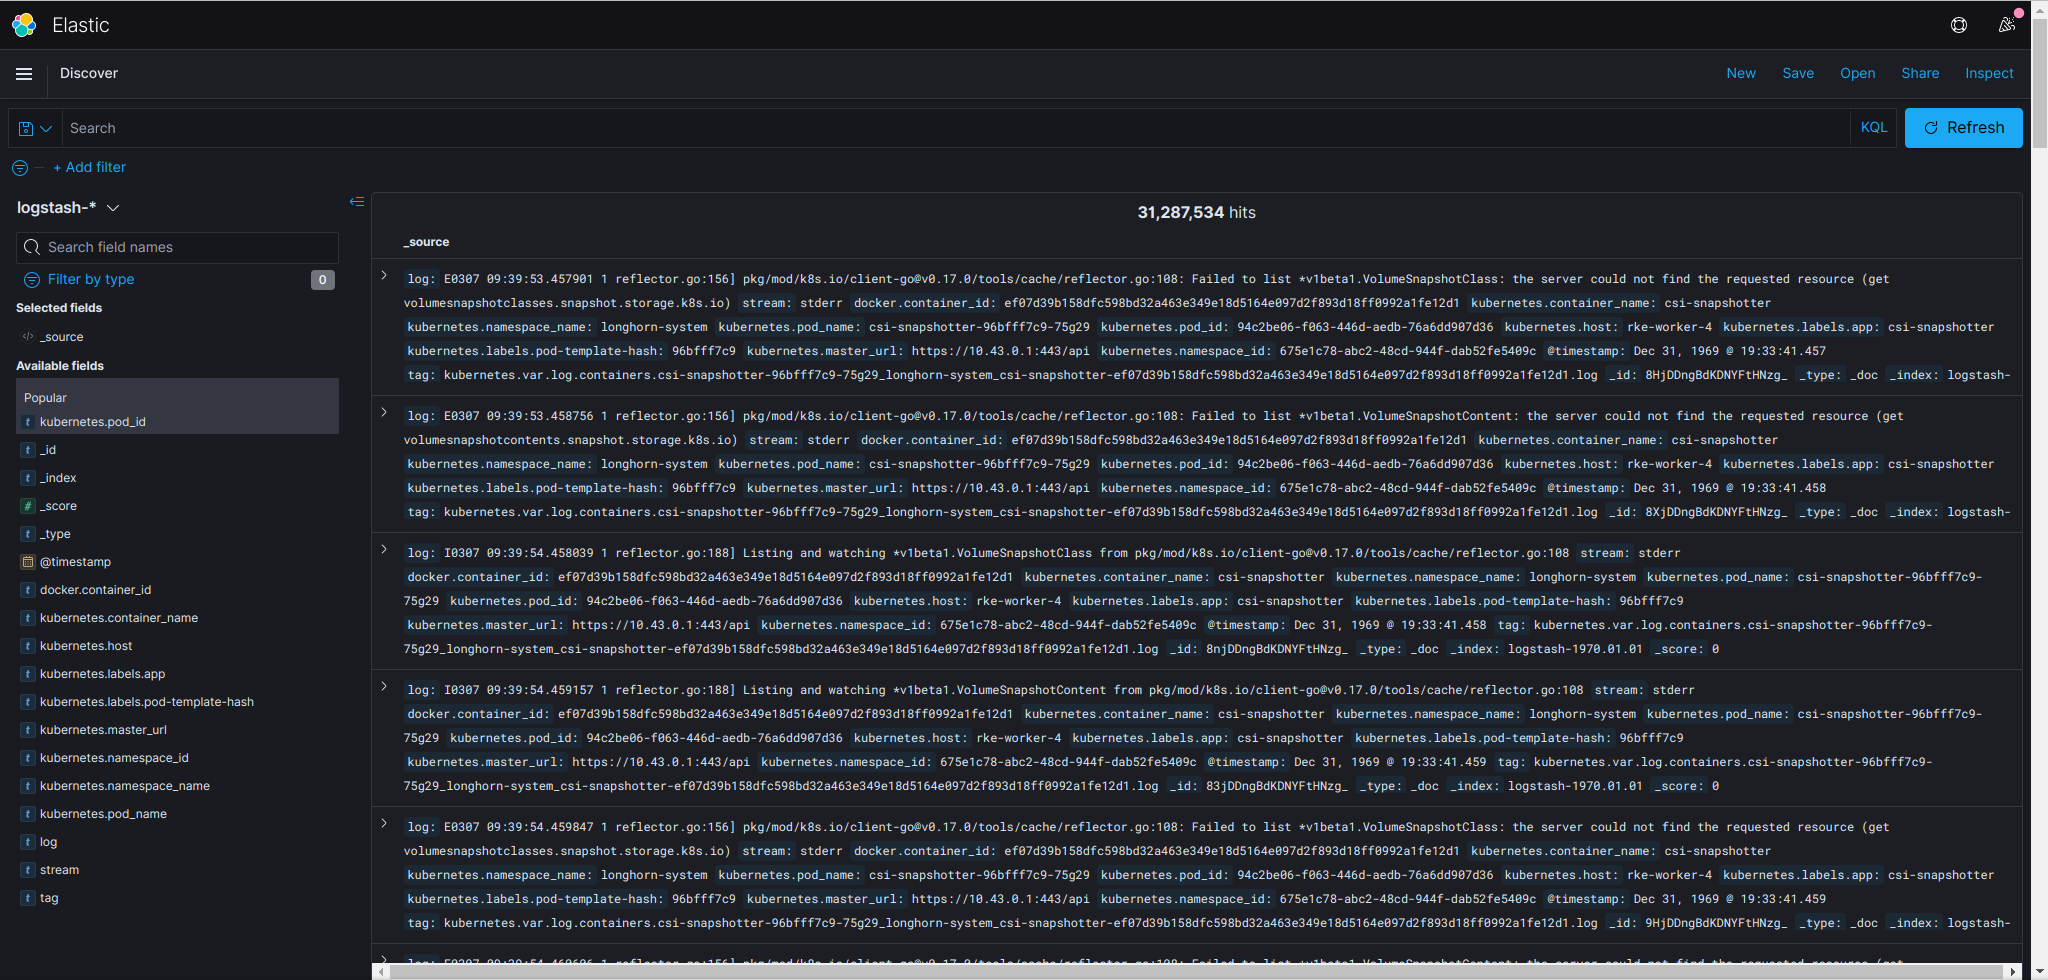 Elastic
Discover
New Save Open Share Inspect
Search
KQL
Refresh
+ Add filter
logstash-*
Search field names
Filter by type 0
Selected fields
_source
Available fields
Popular
kubernetes.pod_id
_id
_index
_score
_type
@timestamp
docker.container_id
kubernetes.container_name
kubernetes.host
kubernetes.labels.app
kubernetes.labels.pod-template-hash
kubernetes.master_url
kubernetes.namespace_id
kubernetes.namespace_name
kubernetes.pod_name
log
stream
tag
31,287,534 hits
_source
log: E0307 09:39:53.457901 1 reflector.go:156] pkg/mod/k8s.io/client-go@v0.17.0/tools/cache/reflector.go:108: Failed to list *v1beta1.VolumeSnapshotClass: the server could not find the requested resource (get
volumesnapshotclasses.snapshot.storage.k8s.io) stream: stderr docker.container_id: ef07d39b158dfc598bd32a463e349e18d5164e097d2f893d18ff0992a1fe12d1 kubernetes.container_name: csi-snapshotter
kubernetes.namespace_name: longhorn-system kubernetes.pod_name: csi-snapshotter-96bfff7c9-75g29 kubernetes.pod_id: 94c2be06-f063-446d-aedb-76a6dd907d36 kubernetes.host: rke-worker-4 kubernetes.labels.app: csi-snapshotter
kubernetes.labels.pod-template-hash: 96bfff7c9 kubernetes.master_url: https://10.43.0.1:443/api kubernetes.namespace_id: 675e1c78-abc2-48cd-944f-dab52fe5409c @timestamp: Dec 31, 1969 @ 19:33:41.457
tag: kubernetes.var.log.containers.csi-snapshotter-96bfff7c9-75g29_longhorn-system_csi-snapshotter-ef07d39b158dfc598bd32a463e349e18d5164e097d2f893d18ff0992a1fe12d1.log _id: 8HjDDngBdKDNYFtHNzg_ _type: _doc _index: logstash-
log: E0307 09:39:53.458756 1 reflector.go:156] pkg/mod/k8s.io/client-go@v0.17.0/tools/cache/reflector.go:108: Failed to list *v1beta1.VolumeSnapshotContent: the server could not find the requested resource (get
volumesnapshotcontents.snapshot.storage.k8s.io) stream: stderr docker.container_id: ef07d39b158dfc598bd32a463e349e18d5164e097d2f893d18ff0992a1fe12d1 kubernetes.container_name: csi-snapshotter
kubernetes.namespace_name: longhorn-system kubernetes.pod_name: csi-snapshotter-96bfff7c9-75g29 kubernetes.pod_id: 94c2be06-f063-446d-aedb-76a6dd907d36 kubernetes.host: rke-worker-4 kubernetes.labels.app: csi-snapshotter
kubernetes.labels.pod-template-hash: 96bfff7c9 kubernetes.master_url: https://10.43.0.1:443/api kubernetes.namespace_id: 675e1c78-abc2-48cd-944f-dab52fe5409c @timestamp: Dec 31, 1969 @ 19:33:41.458
tag: kubernetes.var.log.containers.csi-snapshotter-96bfff7c9-75g29_longhorn-system_csi-snapshotter-ef07d39b158dfc598bd32a463e349e18d5164e097d2f893d18ff0992a1fe12d1.log _id: 8XjDDngBdKDNYFtHNzg_ _type: _doc _index: logstash-
log: I0307 09:39:54.458039 1 reflector.go:188] Listing and watching *v1beta1.VolumeSnapshotClass from pkg/mod/k8s.io/client-go@v0.17.0/tools/cache/reflector.go:108 stream: stderr
docker.container_id: ef07d39b158dfc598bd32a463e349e18d5164e097d2f893d18ff0992a1fe12d1 kubernetes.container_name: csi-snapshotter kubernetes.namespace_name: longhorn-system kubernetes.pod_name: csi-snapshotter-96bfff7c9-
75g29 kubernetes.pod_id: 94c2be06-f063-446d-aedb-76a6dd907d36 kubernetes.host: rke-worker-4 kubernetes.labels.app: csi-snapshotter kubernetes.labels.pod-template-hash: 96bfff7c9
kubernetes.master_url: https://10.43.0.1:443/api kubernetes.namespace_id: 675e1c78-abc2-48cd-944f-dab52fe5409c @timestamp: Dec 31, 1969 @ 19:33:41.458 tag: kubernetes.var.log.containers.csi-snapshotter-96bfff7c9-
75g29_longhorn-system_csi-snapshotter-ef07d39b158dfc598bd32a463e349e18d5164e097d2f893d18ff0992a1fe12d1.log _id: 8njDDngBdKDNYFtHNzg_ _type: _doc _index: logstash-1970.01.01 _score: 0
log: I0307 09:39:54.459157 1 reflector.go:188] Listing and watching *v1beta1.VolumeSnapshotContent from pkg/mod/k8s.io/client-go@v0.17.0/tools/cache/reflector.go:108 stream: stderr
docker.container_id: ef07d39b158dfc598bd32a463e349e18d5164e097d2f893d18ff0992a1fe12d1 kubernetes.container_name: csi-snapshotter kubernetes.namespace_name: longhorn-system kubernetes.pod_name: csi-snapshotter-96bfff7c9-
75g29 kubernetes.pod_id: 94c2be06-f063-446d-aedb-76a6dd907d36 kubernetes.host: rke-worker-4 kubernetes.labels.app: csi-snapshotter kubernetes.labels.pod-template-hash: 96bfff7c9
kubernetes.master_url: https://10.43.0.1:443/api kubernetes.namespace_id: 675e1c78-abc2-48cd-944f-dab52fe5409c @timestamp: Dec 31, 1969 @ 19:33:41.459 tag: kubernetes.var.log.containers.csi-snapshotter-96bfff7c9-
75g29_longhorn-system_csi-snapshotter-ef07d39b158dfc598bd32a463e349e18d5164e097d2f893d18ff0992a1fe12d1.log _id: 83jDDngBdKDNYFtHNzg_ _type: _doc _index: logstash-1970.01.01 _score: 0
log: E0307 09:39:54.459847 1 reflector.go:156] pkg/mod/k8s.io/client-go@v0.17.0/tools/cache/reflector.go:108: Failed to list *v1beta1.VolumeSnapshotClass: the server could not find the requested resource (get
volumesnapshotclasses.snapshot.storage.k8s.io) stream: stderr docker.container_id: ef07d39b158dfc598bd32a463e349e18d5164e097d2f893d18ff0992a1fe12d1 kubernetes.container_name: csi-snapshotter
kubernetes.namespace_name: longhorn-system kubernetes.pod_name: csi-snapshotter-96bfff7c9-75g29 kubernetes.pod_id: 94c2be06-f063-446d-aedb-76a6dd907d36 kubernetes.host: rke-worker-4 kubernetes.labels.app: csi-snapshotter
kubernetes.labels.pod-template-hash: 96bfff7c9 kubernetes.master_url: https://10.43.0.1:443/api kubernetes.namespace_id: 675e1c78-abc2-48cd-944f-dab52fe5409c @timestamp: Dec 31, 1969 @ 19:33:41.459
tag: kubernetes.var.log.containers.csi-snapshotter-96bfff7c9-75g29_longhorn-system_csi-snapshotter-ef07d39b158dfc598bd32a463e349e18d5164e097d2f893d18ff0992a1fe12d1.log _id: 9HjDDngBdKDNYFtHNzg_ _type: _doc _index: logstash-